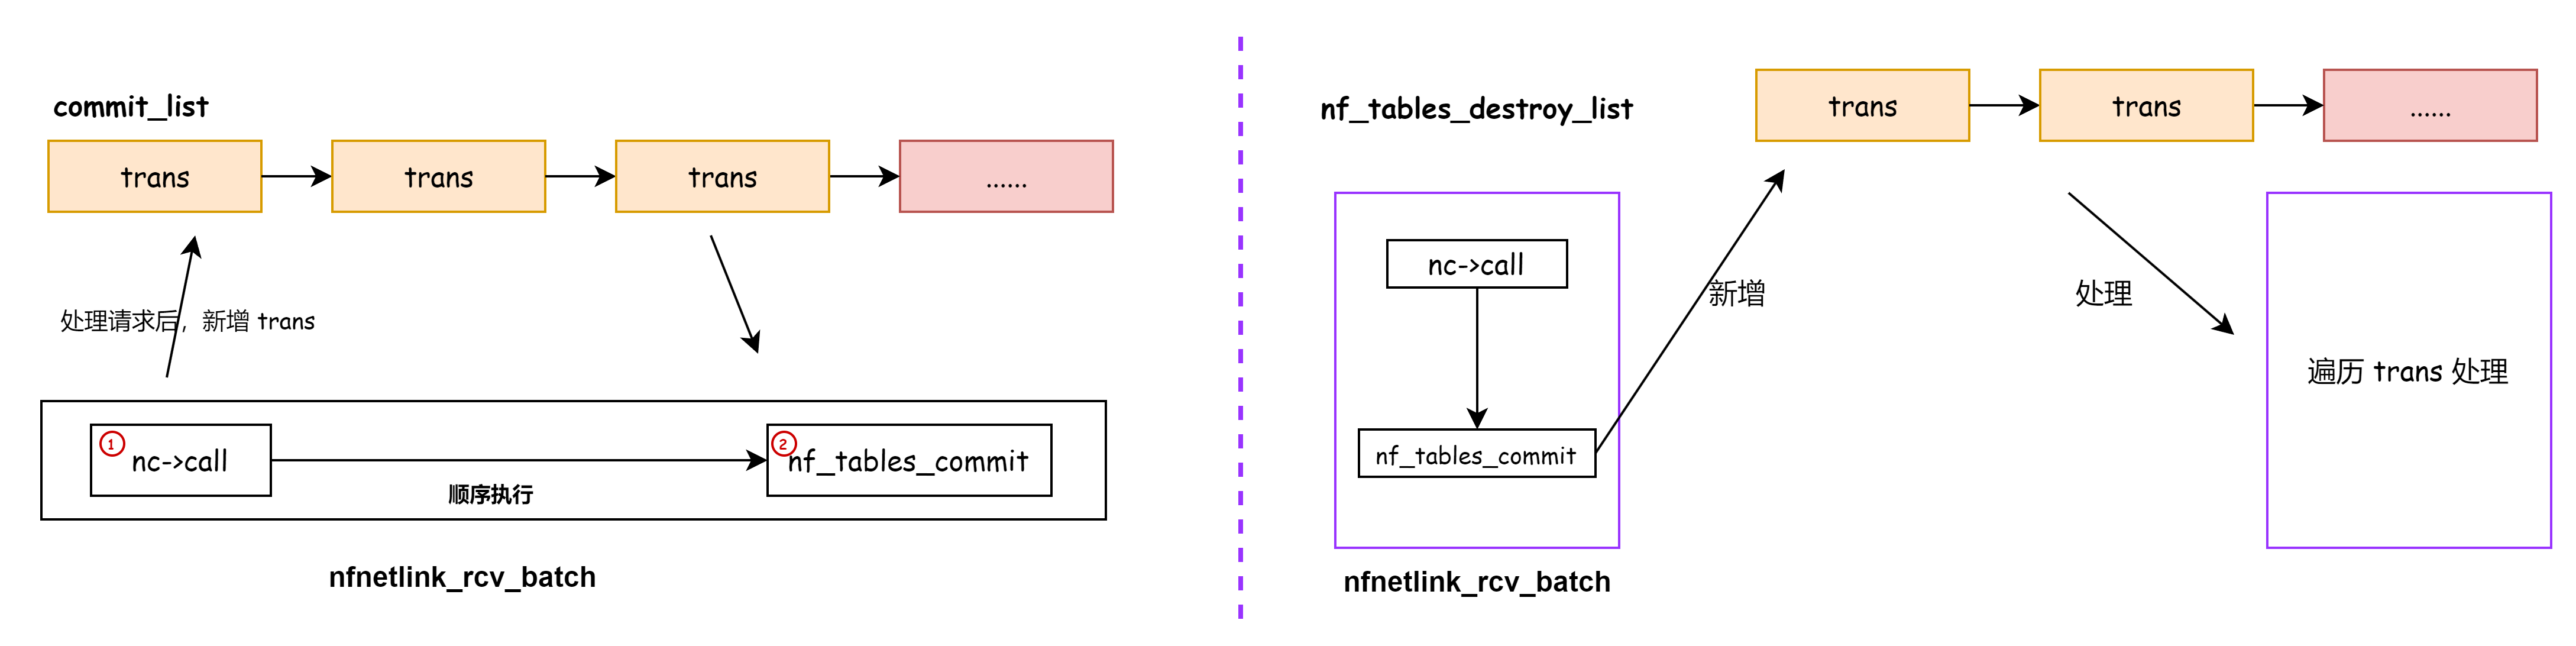 commit_list
trans
trans
trans
......
处理请求后，新增 trans
1
nc->call
顺序执行
2
nf_tables_commit
nfnetlink_rcv_batch
nf_tables_destroy_list
trans
trans
......
nc->call
新增
处理
nf_tables_commit
遍历 trans 处理
nfnetlink_rcv_batch